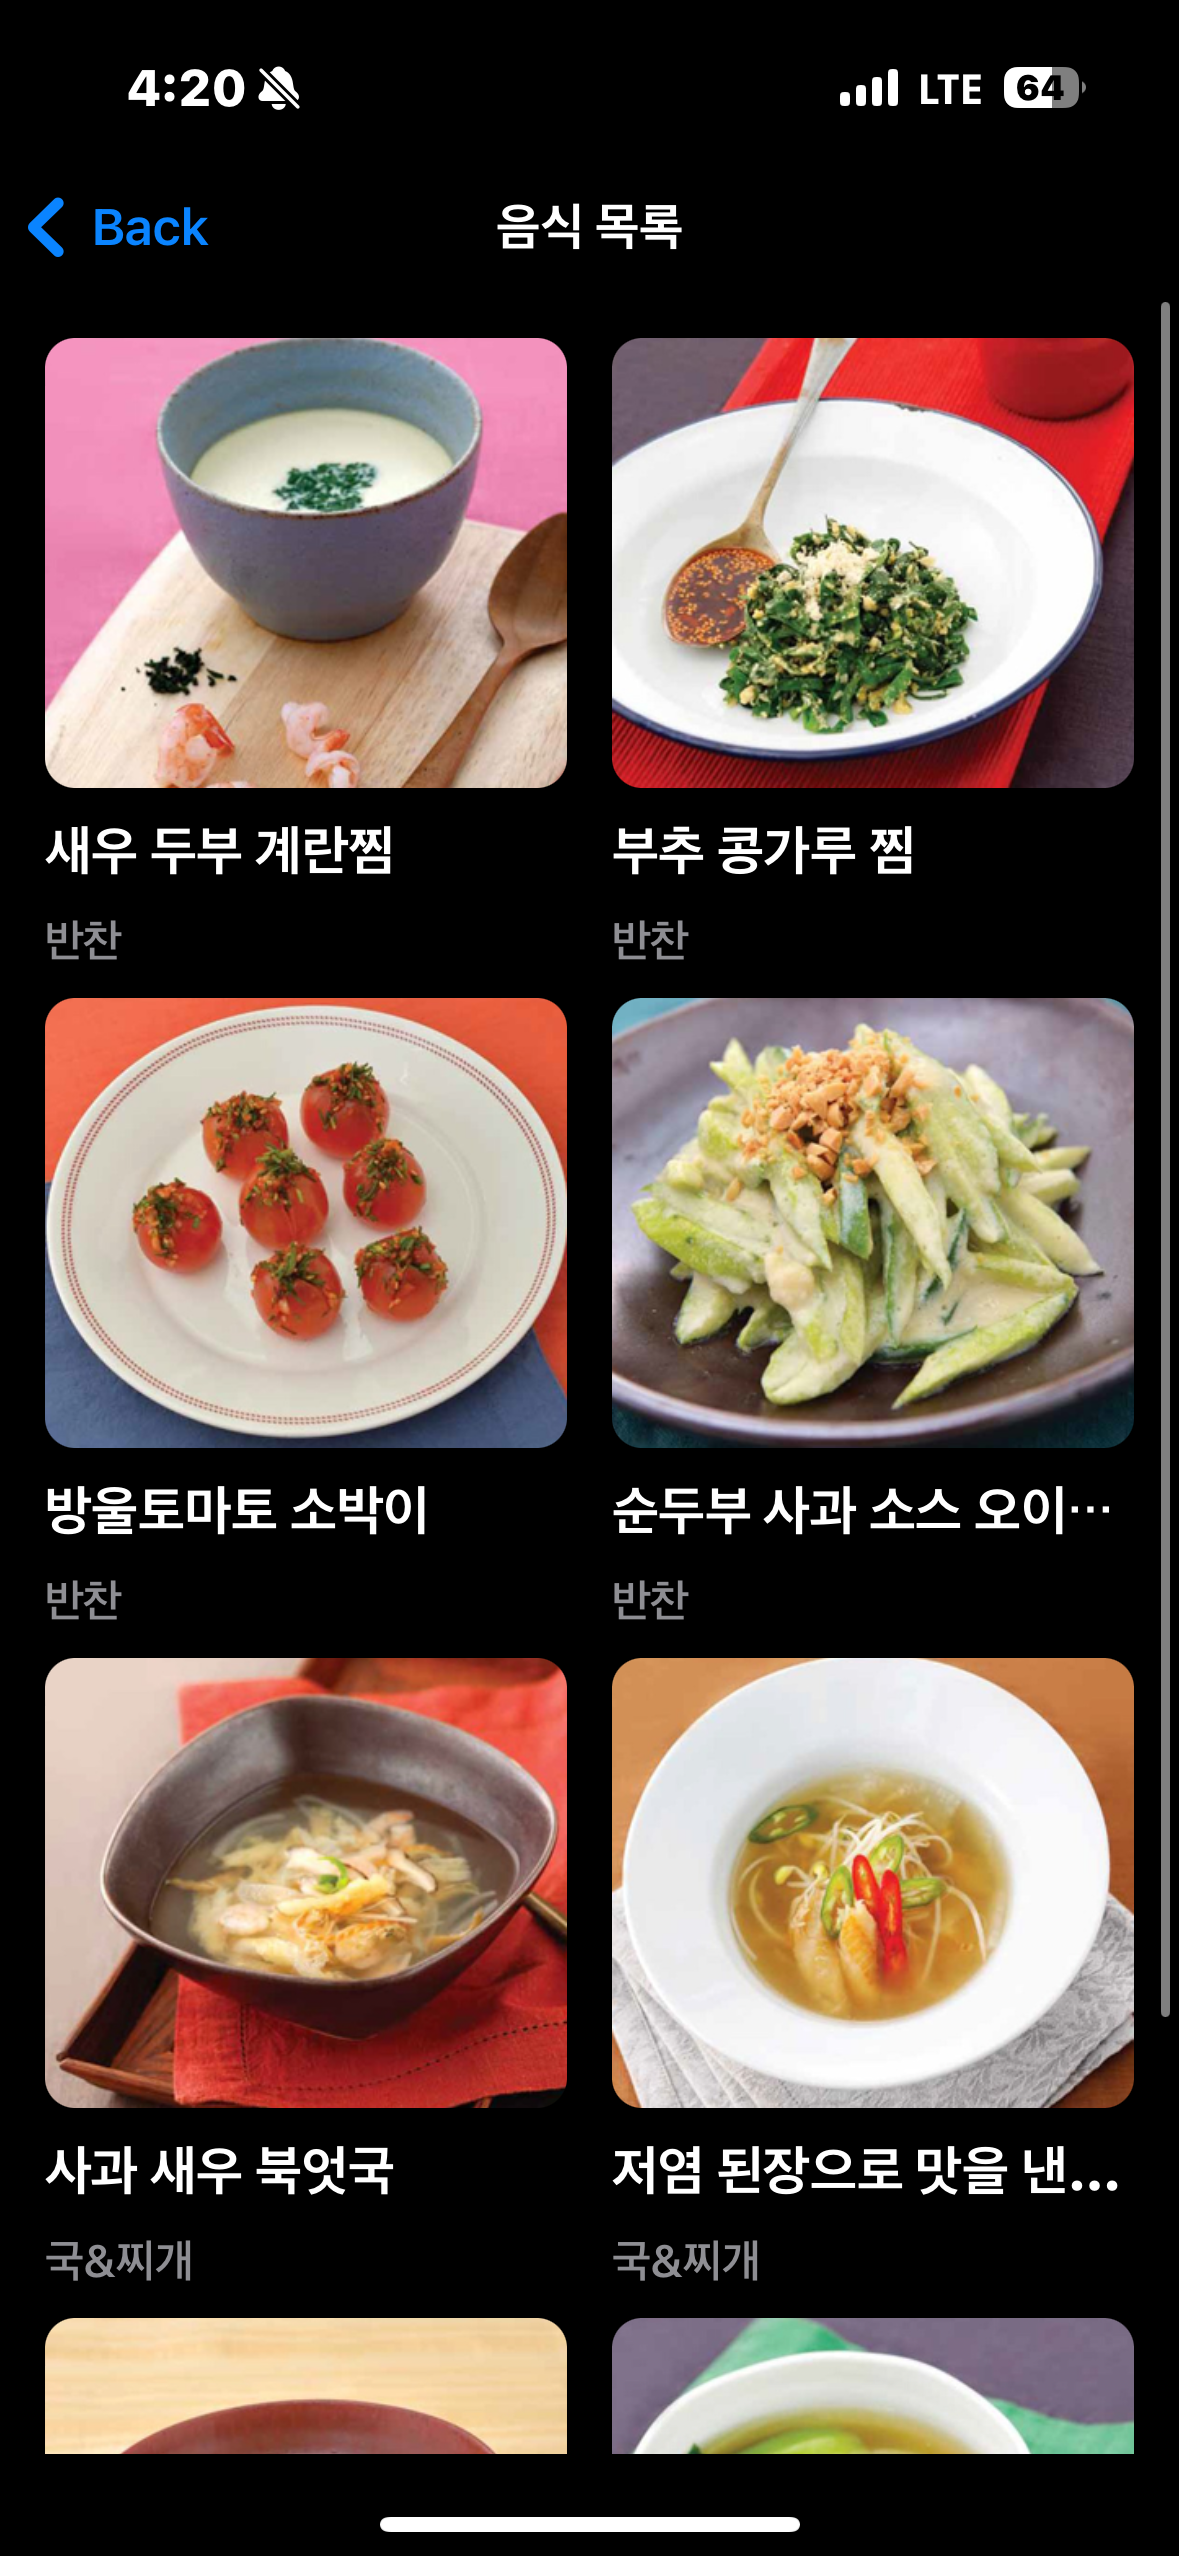 4:20
LTE 64
Back
음식 목록
새우 두부 계란찜
부추 콩가루 찜
반찬
반찬
방울토마토 소박이
순두부 사과 소스 오이…
반찬
반찬
사과 새우 북엇국
저염 된장으로 맛을 낸...
국&찌개
국&찌개